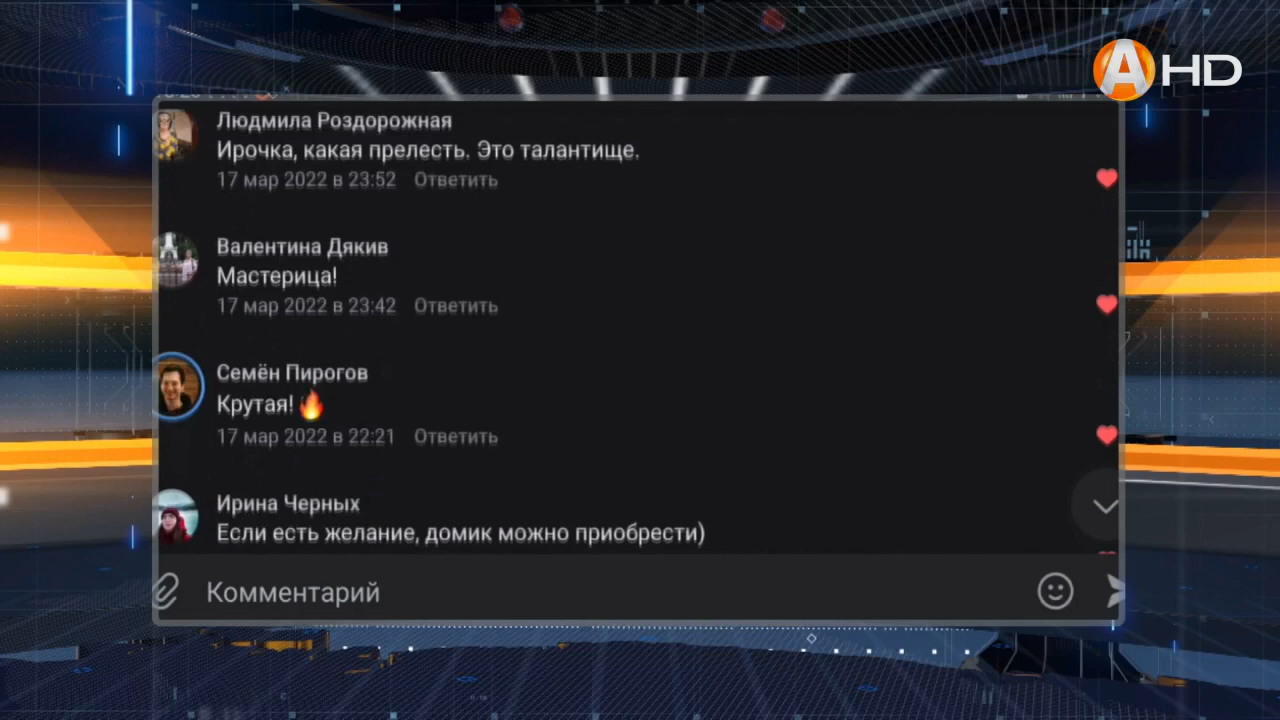 AHD
Людмила Роздорожная
Ирочка, какая прелесть. Это талантище.
17 мар 2022 в 23:52 Ответить
Валентина Дякив
Мастерица!
17 мар 2022 в 23:42 Ответить
Семён Пирогов
Крутая! 🔥
17 мар 2022 в 22:21 Ответить
Ирина Черных
Если есть желание, домик можно приобрести)
Комментарий